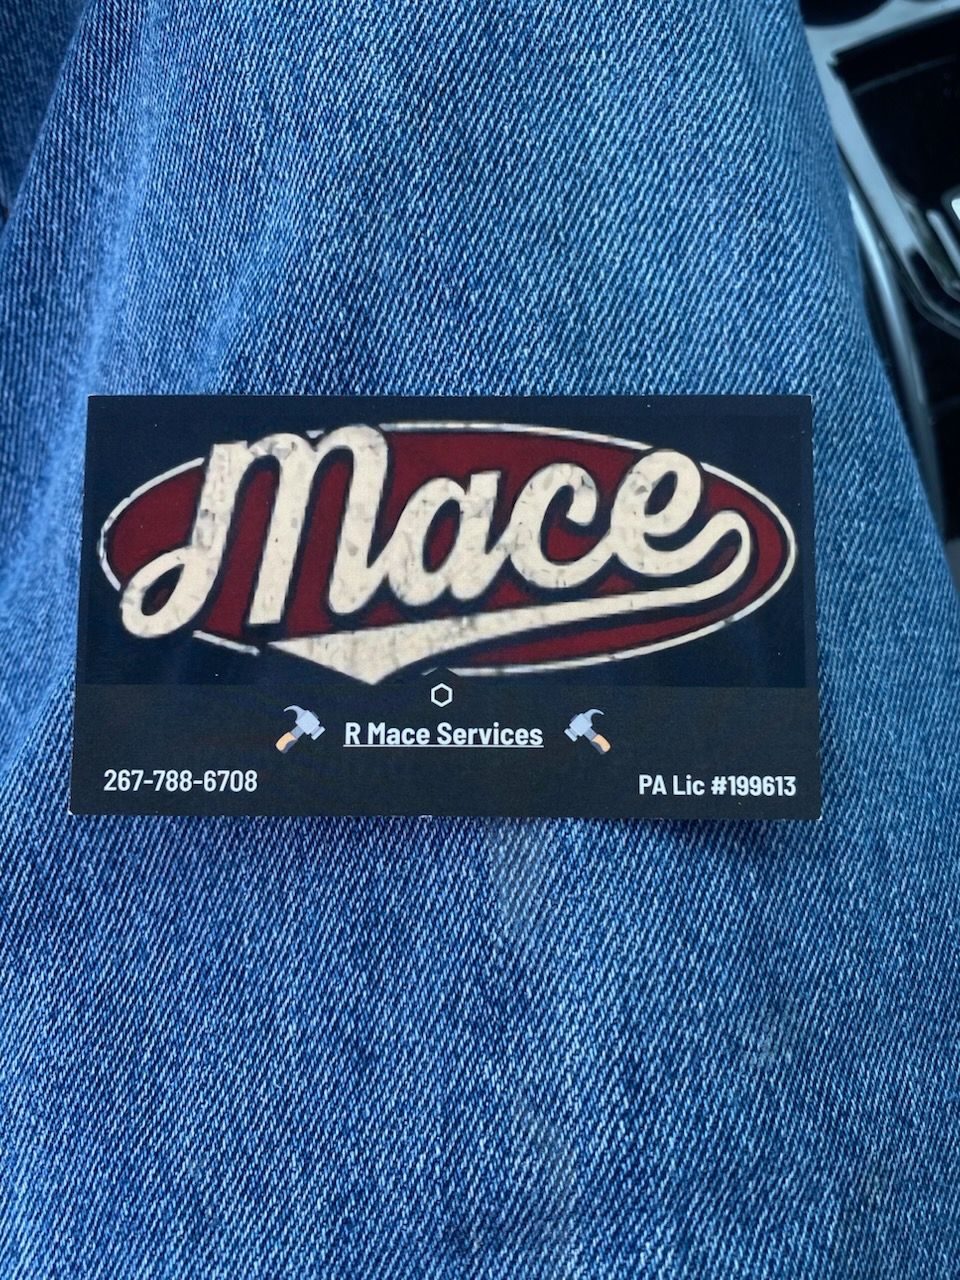 Mace
R Mace Services
267-788-6708
PA Lic #199613